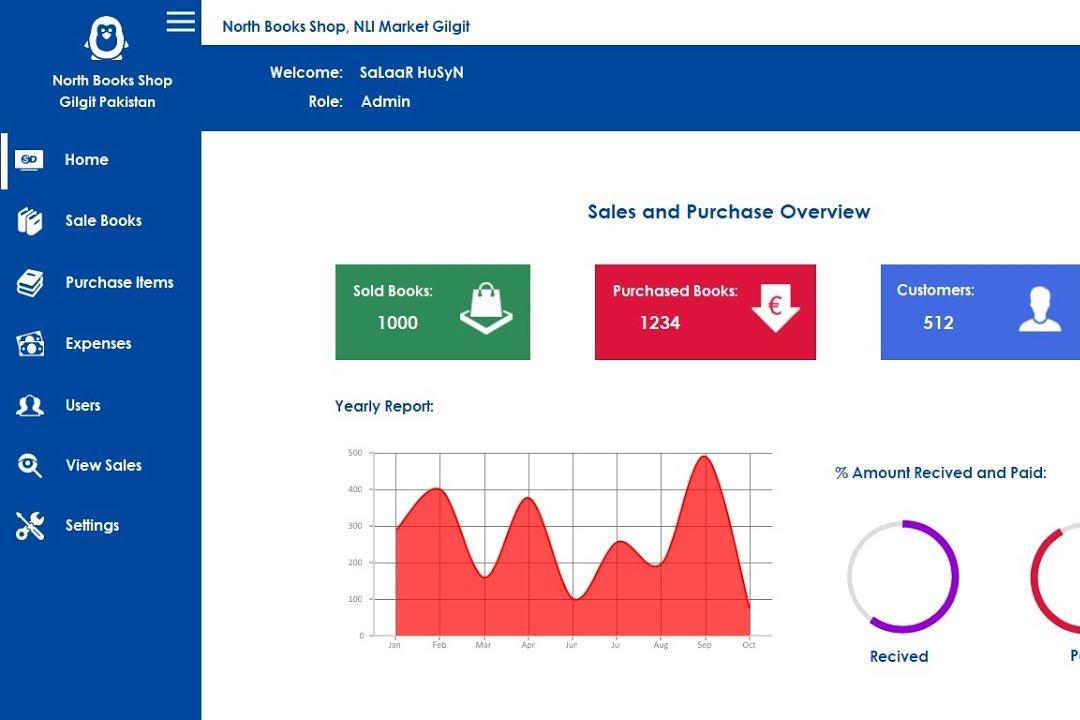 North Books Shop, NLI Market Gilgit
North Books Shop
Gilgit Pakistan
Welcome: SaLaaR HuSyN
Role: Admin
Home
Sale Books
Purchase Items
Expenses
Users
View Sales
Settings
Sales and Purchase Overview
Sold Books:
1000
Purchased Books:
1234
€
Customers:
512
Yearly Report:
500
400
300
200
100
0
Jan Feb Mar Apr Jun Jul Aug Sep Oct
% Amount Recived and Paid:
Recived